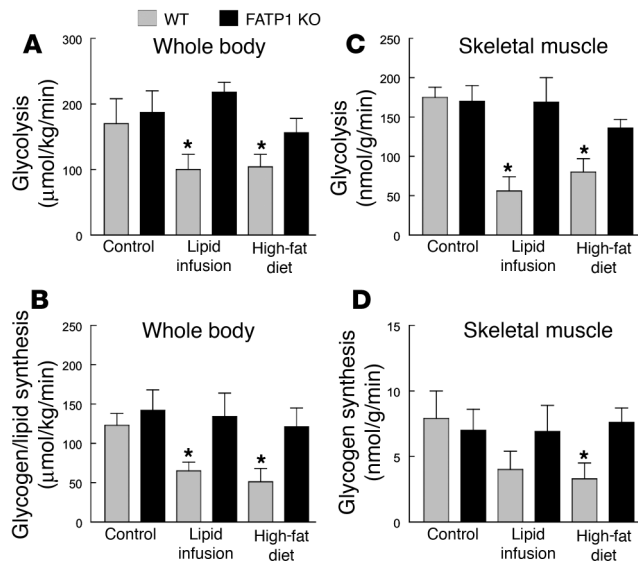 WT FATP1 KO
A Whole body
Glycolysis
(μmol/kg/min)
300
200
100
0
Control Lipid infusion High-fat diet
*
*
C Skeletal muscle
Glycolysis
(nmol/g/min)
250
200
150
100
50
0
Control Lipid infusion High-fat diet
*
*
B Whole body
Glycogen/lipid synthesis
(μmol/kg/min)
250
200
150
100
50
0
Control Lipid infusion High-fat diet
*
*
D Skeletal muscle
Glycogen synthesis
(nmol/g/min)
15
10
5
0
Control Lipid infusion High-fat diet
*